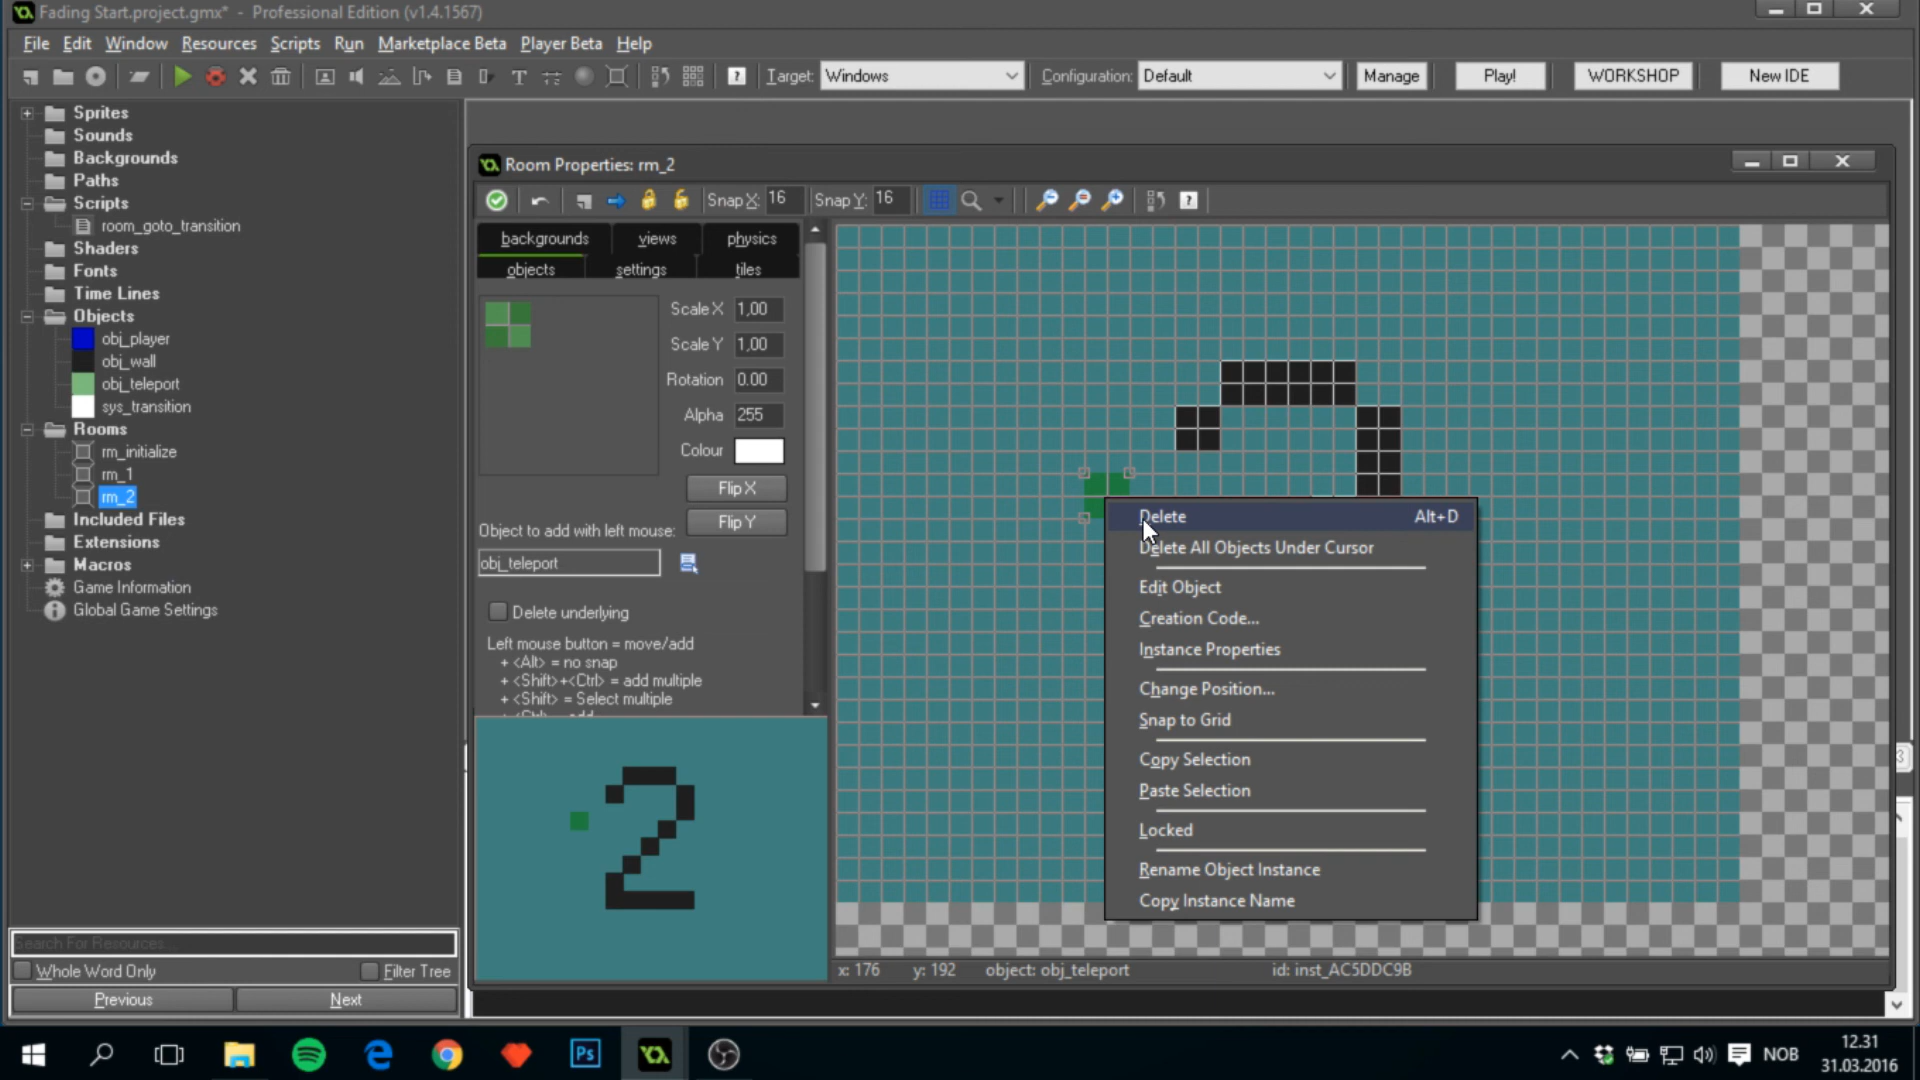 Fading Start.project.gmx* - Professional Edition (v1.4.1567)
File Edit Window Resources Scripts Run Marketplace Beta Player Beta Help
Target: Windows Configuration: Default Manage Play! WORKSHOP New IDE
Sprites
Sounds
Backgrounds
Paths
Scripts
room_goto_transition
Shaders
Fonts
Time Lines
Objects
obj_player
obj_wall
obj_teleport
sys_transition
Rooms
rm_initialize
rm_1
rm_2
Included Files
Extensions
Macros
Game Information
Global Game Settings
Search For Resources...
Whole Word Only Filter Tree
Previous Next
Room Properties: rm_2
Snap X: 16 Snap Y: 16
backgrounds views physics
objects settings tiles
Scale X 1,00
Scale Y 1,00
Rotation 0.00
Alpha 255
Colour
Flip X
Flip Y
Object to add with left mouse:
obj_teleport
Delete underlying
Left mouse button = move/add
+ <Alt> = no snap
+ <Shift>+<Ctrl> = add multiple
+ <Shift> = Select multiple
Delete Alt+D
Delete All Objects Under Cursor
Edit Object
Creation Code...
Instance Properties
Change Position...
Snap to Grid
Copy Selection
Paste Selection
Locked
Rename Object Instance
Copy Instance Name
x: 176 y: 192 object: obj_teleport id: inst_AC5DDC9B
Ps
NOB
12.31
31.03.2016